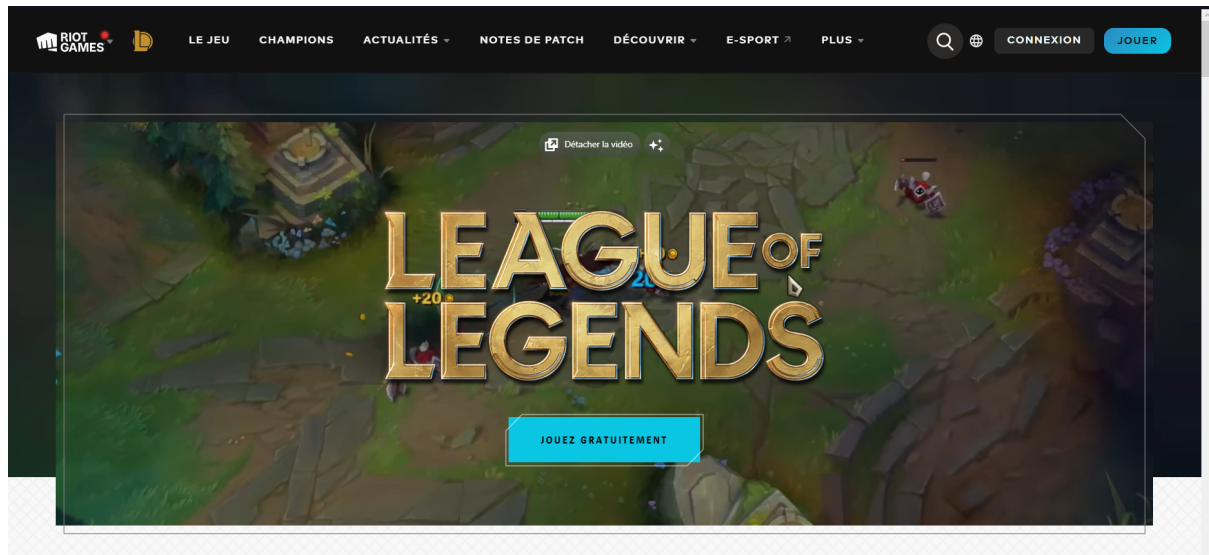 RIOT GAMES
LE JEU
CHAMPIONS
ACTUALITÉS
NOTES DE PATCH
DÉCOUVRIR
E-SPORT
PLUS
CONNEXION
JOUER
Détacher la vidéo
LEAGUE OF
LEGENDS
+20
20
JOUEZ GRATUITEMENT